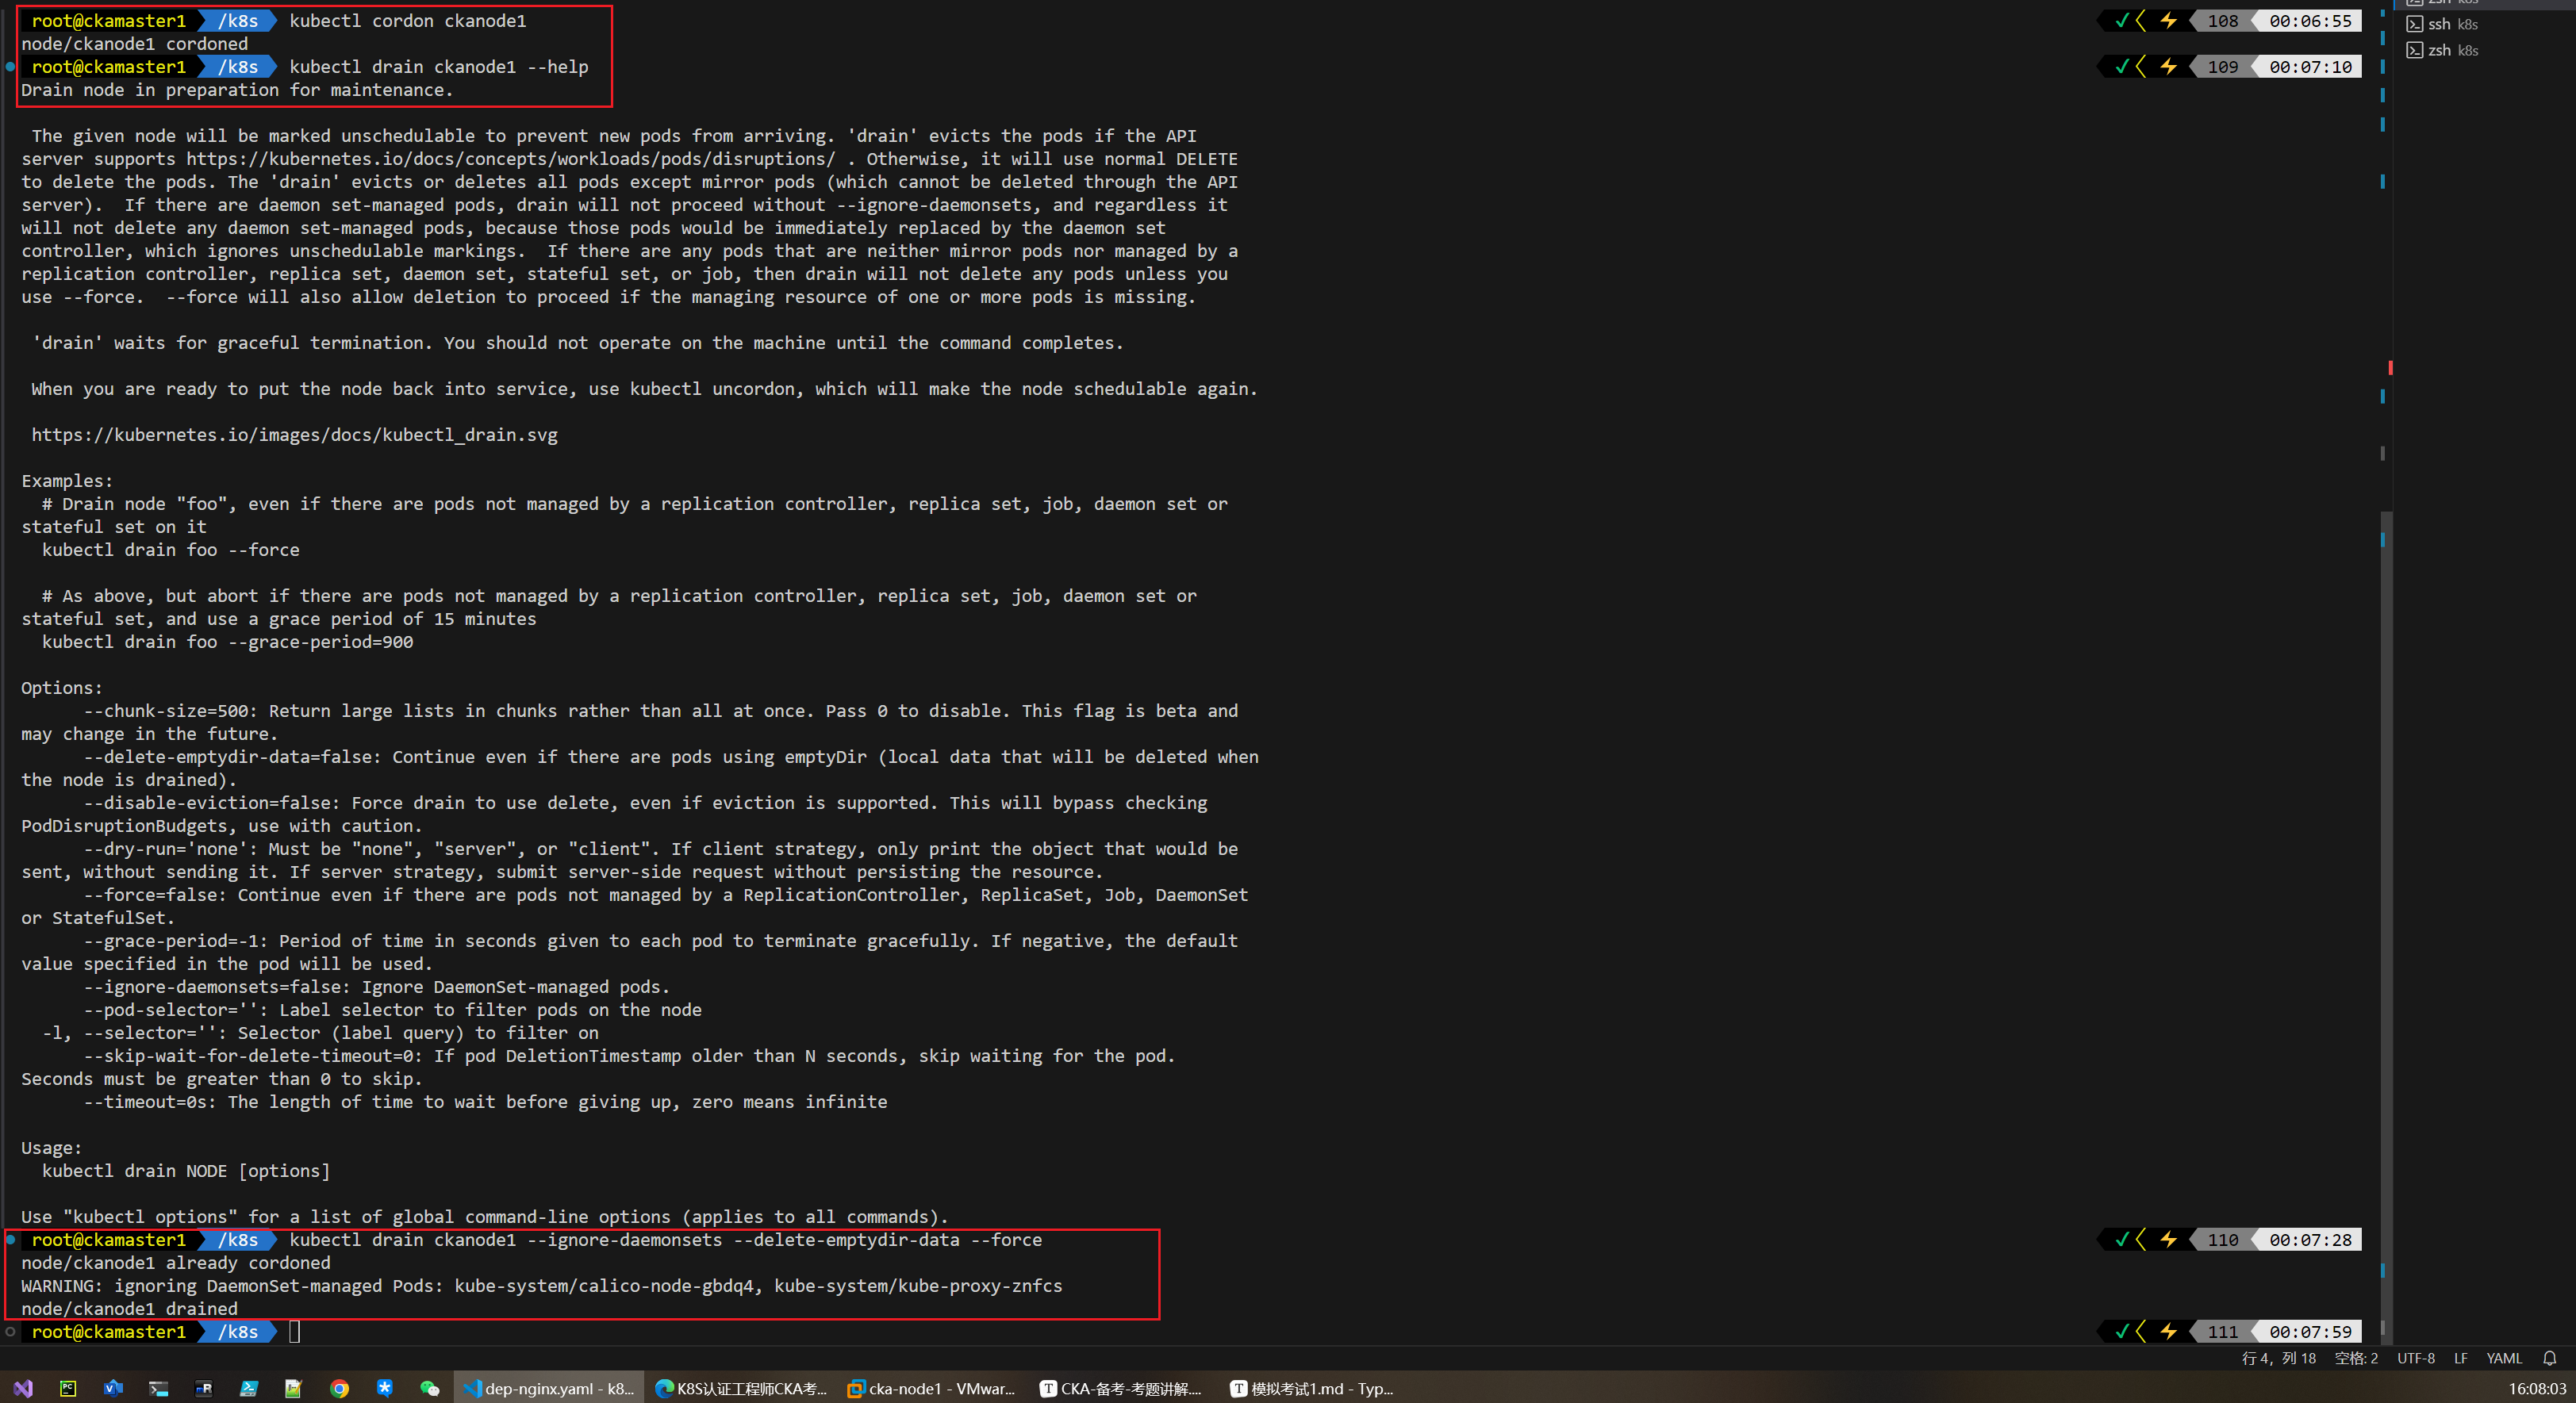 root@ckamaster1 /k8s kubectl cordon ckanode1 ✓ ⚡ 108 00:06:55
node/ckanode1 cordoned
root@ckamaster1 /k8s kubectl drain ckanode1 --help ✓ ⚡ 109 00:07:10
Drain node in preparation for maintenance.
The given node will be marked unschedulable to prevent new pods from arriving. 'drain' evicts the pods if the API
server supports https://kubernetes.io/docs/concepts/workloads/pods/disruptions/ . Otherwise, it will use normal DELETE
to delete the pods. The 'drain' evicts or deletes all pods except mirror pods (which cannot be deleted through the API
server).  If there are daemon set-managed pods, drain will not proceed without --ignore-daemonsets, and regardless it
will not delete any daemon set-managed pods, because those pods would be immediately replaced by the daemon set
controller, which ignores unschedulable markings.  If there are any pods that are neither mirror pods nor managed by a
replication controller, replica set, daemon set, stateful set, or job, then drain will not delete any pods unless you
use --force.  --force will also allow deletion to proceed if the managing resource of one or more pods is missing.
'drain' waits for graceful termination. You should not operate on the machine until the command completes.
When you are ready to put the node back into service, use kubectl uncordon, which will make the node schedulable again.
https://kubernetes.io/images/docs/kubectl_drain.svg
Examples:
# Drain node "foo", even if there are pods not managed by a replication controller, replica set, job, daemon set or
stateful set on it
kubectl drain foo --force
# As above, but abort if there are pods not managed by a replication controller, replica set, job, daemon set or
stateful set, and use a grace period of 15 minutes
kubectl drain foo --grace-period=900
Options:
--chunk-size=500: Return large lists in chunks rather than all at once. Pass 0 to disable. This flag is beta and
may change in the future.
--delete-emptydir-data=false: Continue even if there are pods using emptyDir (local data that will be deleted when
the node is drained).
--disable-eviction=false: Force drain to use delete, even if eviction is supported. This will bypass checking
PodDisruptionBudgets, use with caution.
--dry-run='none': Must be "none", "server", or "client". If client strategy, only print the object that would be
sent, without sending it. If server strategy, submit server-side request without persisting the resource.
--force=false: Continue even if there are pods not managed by a ReplicationController, ReplicaSet, Job, DaemonSet
or StatefulSet.
--grace-period=-1: Period of time in seconds given to each pod to terminate gracefully. If negative, the default
value specified in the pod will be used.
--ignore-daemonsets=false: Ignore DaemonSet-managed pods.
--pod-selector='': Label selector to filter pods on the node
-l, --selector='': Selector (label query) to filter on
--skip-wait-for-delete-timeout=0: If pod DeletionTimestamp older than N seconds, skip waiting for the pod.
Seconds must be greater than 0 to skip.
--timeout=0s: The length of time to wait before giving up, zero means infinite
Usage:
kubectl drain NODE [options]
Use "kubectl options" for a list of global command-line options (applies to all commands).
root@ckamaster1 /k8s kubectl drain ckanode1 --ignore-daemonsets --delete-emptydir-data --force ✓ ⚡ 110 00:07:28
node/ckanode1 already cordoned
WARNING: ignoring DaemonSet-managed Pods: kube-system/calico-node-gbdq4, kube-system/kube-proxy-znfcs
node/ckanode1 drained
root@ckamaster1 /k8s ✓ ⚡ 111 00:07:59
zsh k8s
ssh k8s
zsh k8s
行 4，列 18 空格: 2 UTF-8 LF YAML
dep-nginx.yaml - k8... K8S认证工程师CKA考... cka-node1 - VMwar... CKA-备考-考题讲解.... 模拟考试1.md - Typ... 16:08:03